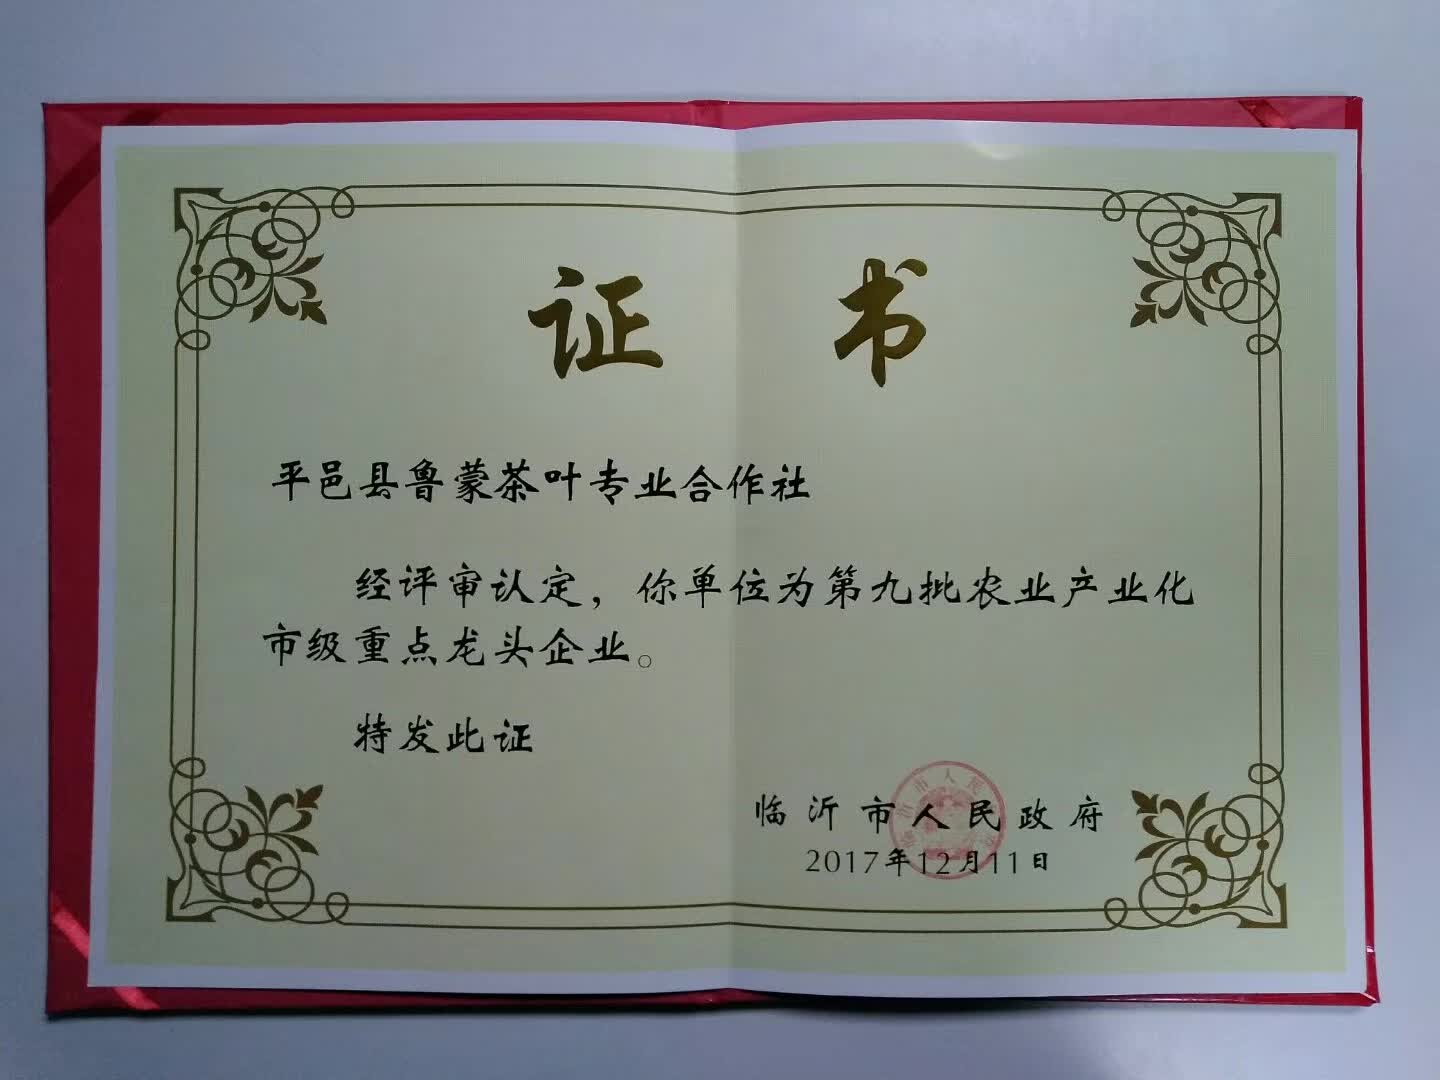 证书
平邑县鲁蒙茶叶专业合作社
经评审认定，你单位为第九批农业产业化
市级重点龙头企业。
特发此证
临沂市人民政府
2017年12月11日